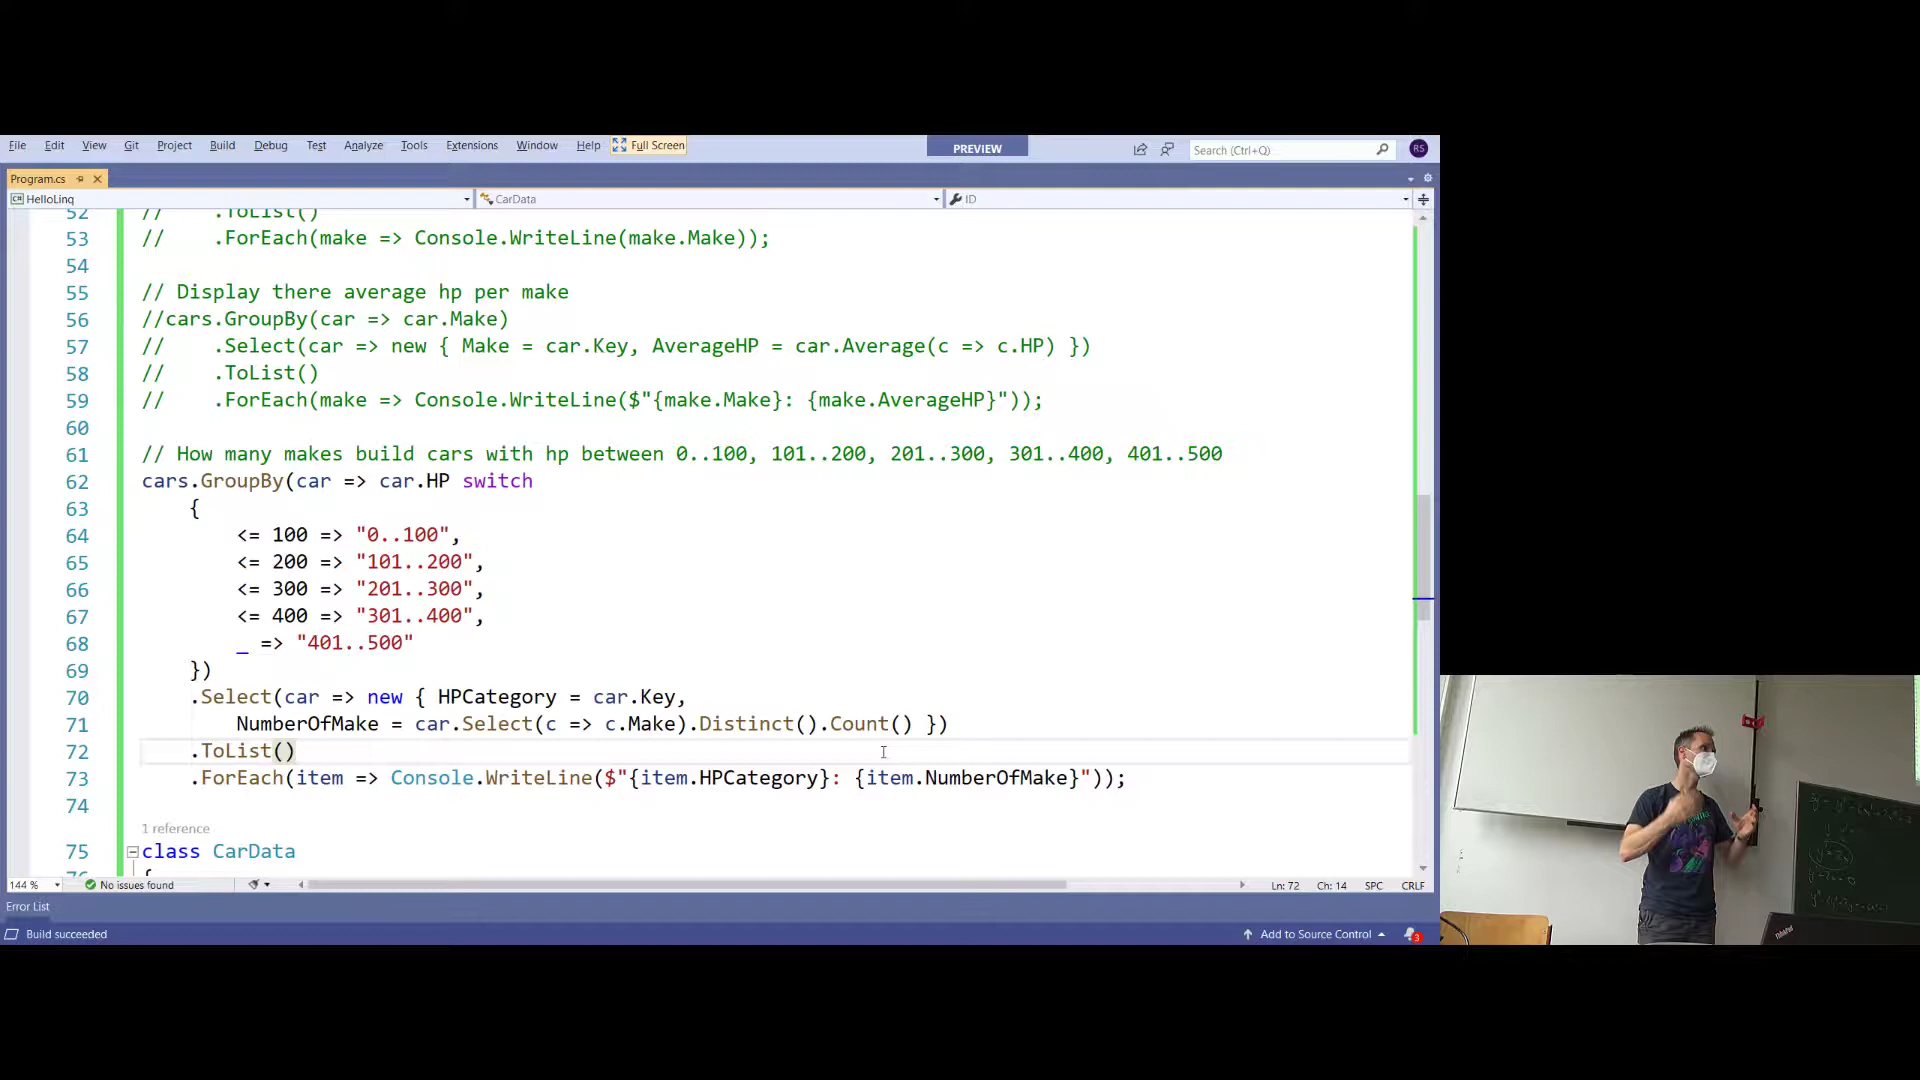 File Edit View Git Project Build Debug Test Analyze Tools Extensions Window Help Full Screen PREVIEW Search (Ctrl+Q) RS
Program.cs
HelloLinq CarData ID
52 // .ToList()
53 // .ForEach(make => Console.WriteLine(make.Make));
54
55 // Display there average hp per make
56 //cars.GroupBy(car => car.Make)
57 // .Select(car => new { Make = car.Key, AverageHP = car.Average(c => c.HP) })
58 // .ToList()
59 // .ForEach(make => Console.WriteLine($"{make.Make}: {make.AverageHP}"));
60
61 // How many makes build cars with hp between 0..100, 101..200, 201..300, 301..400, 401..500
62 cars.GroupBy(car => car.HP switch
63 {
64 <= 100 => "0..100",
65 <= 200 => "101..200",
66 <= 300 => "201..300",
67 <= 400 => "301..400",
68 _ => "401..500"
69 })
70 .Select(car => new { HPCategory = car.Key,
71 NumberOfMake = car.Select(c => c.Make).Distinct().Count() })
72 .ToList()
73 .ForEach(item => Console.WriteLine($"{item.HPCategory}: {item.NumberOfMake}"));
74
1 reference
75 class CarData
76 {
144 % No issues found Ln: 72 Ch: 14 SPC CRLF
Error List
Build succeeded Add to Source Control 3
ThinkPad